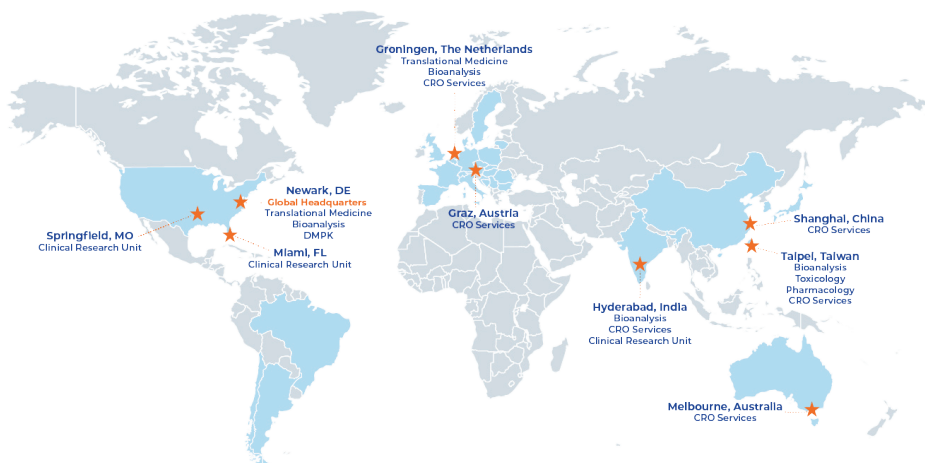 Groningen, The Netherlands
Translational Medicine
Bioanalysis
CRO Services
Newark, DE
Global Headquarters
Translational Medicine
Bioanalysis
DMPK
Springfield, MO
Clinical Research Unit
Miami, FL
Clinical Research Unit
Graz, Austria
CRO Services
Shanghai, China
CRO Services
Taipei, Taiwan
Bioanalysis
Toxicology
Pharmacology
CRO Services
Hyderabad, India
Bioanalysis
CRO Services
Clinical Research Unit
Melbourne, Australia
CRO Services